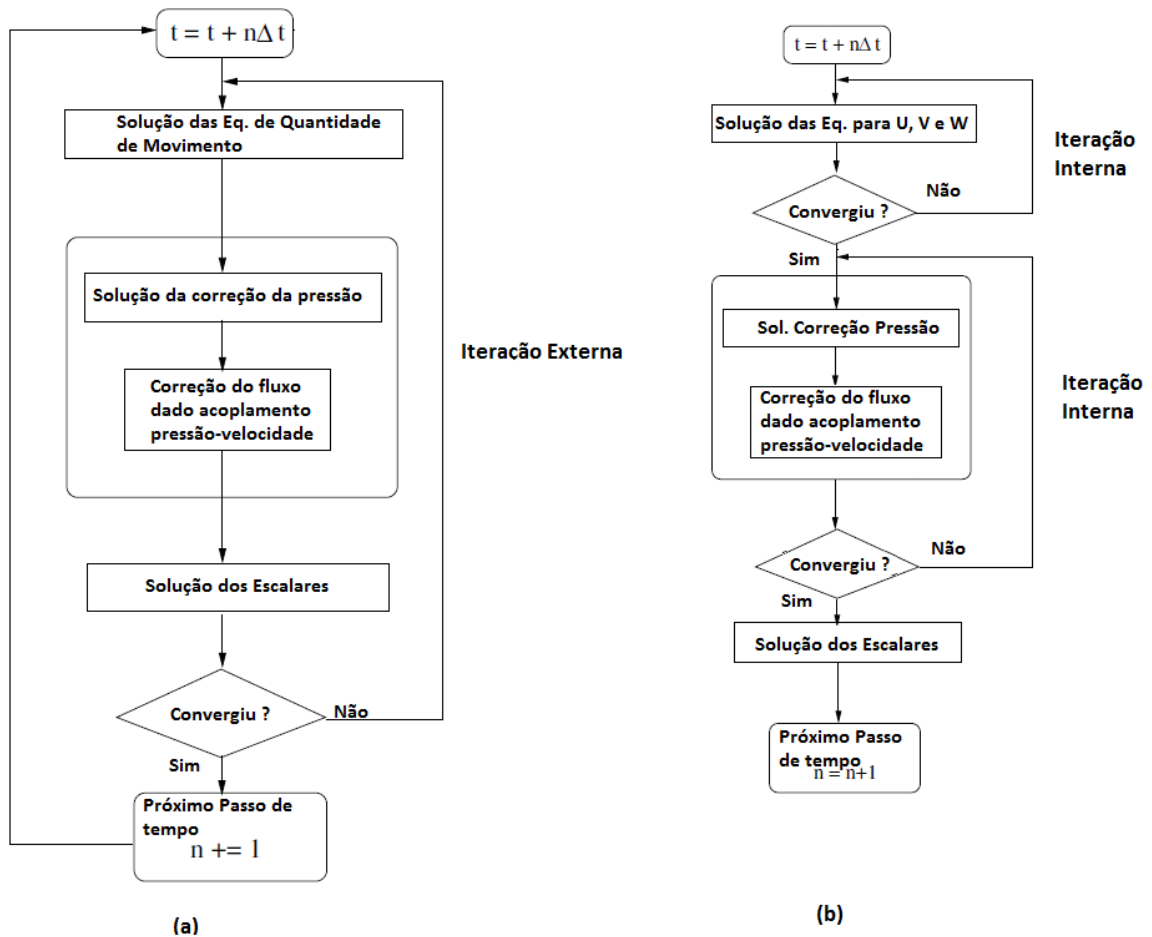 t = t + nΔ t
Solução das Eq. de Quantidade
de Movimento
Solução da correção da pressão
Correção do fluxo
dado acoplamento
pressão-velocidade
Iteração Externa
Solução dos Escalares
Convergiu ?
Não
Sim
Próximo Passo de
tempo
n += 1
(a)
t = t + nΔ t
Solução das Eq. para U, V e W
Iteração
Interna
Não
Convergiu ?
Sim
Sol. Correção Pressão
Correção do fluxo
dado acoplamento
pressão-velocidade
Iteração
Interna
Não
Convergiu ?
Sim
Solução dos Escalares
Próximo Passo
de tempo
n = n+1
(b)